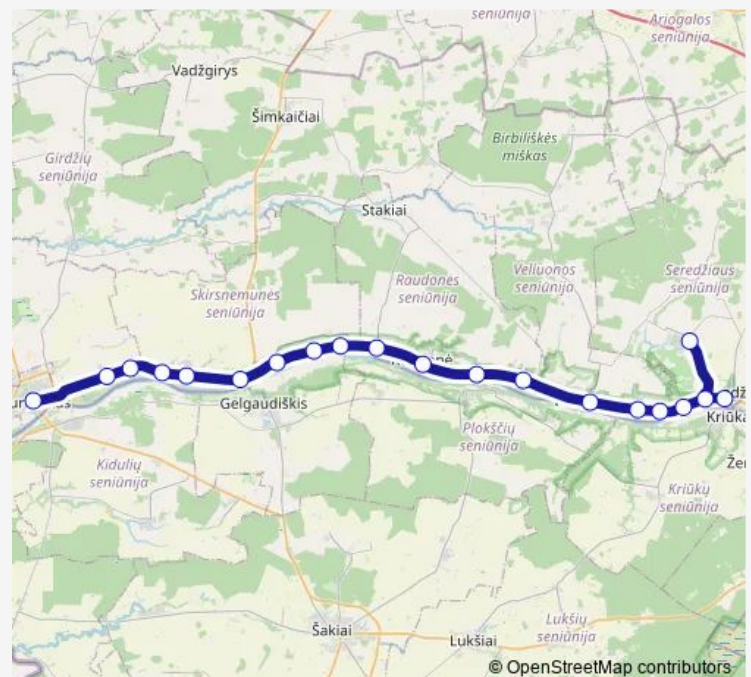 seniūnija
Ariogalos
seniūnija
Vadžgirys
Šimkaičiai
Girdžių
seniūnija
Birbiliškės
miškas
Stakiai
Skirsnemunės
seniūnija
Raudonės
seniūnija
Veliuonos
seniūnija
Seredžiaus
seniūnija
Gelgaudiškis
Kriūka
Plokščių
seniūnija
Kidulių
seniūnija
Kriūkų
seniūnija
Šakiai
Lukšiai
Lukšių
seniūnija
© OpenStreetMap contributors